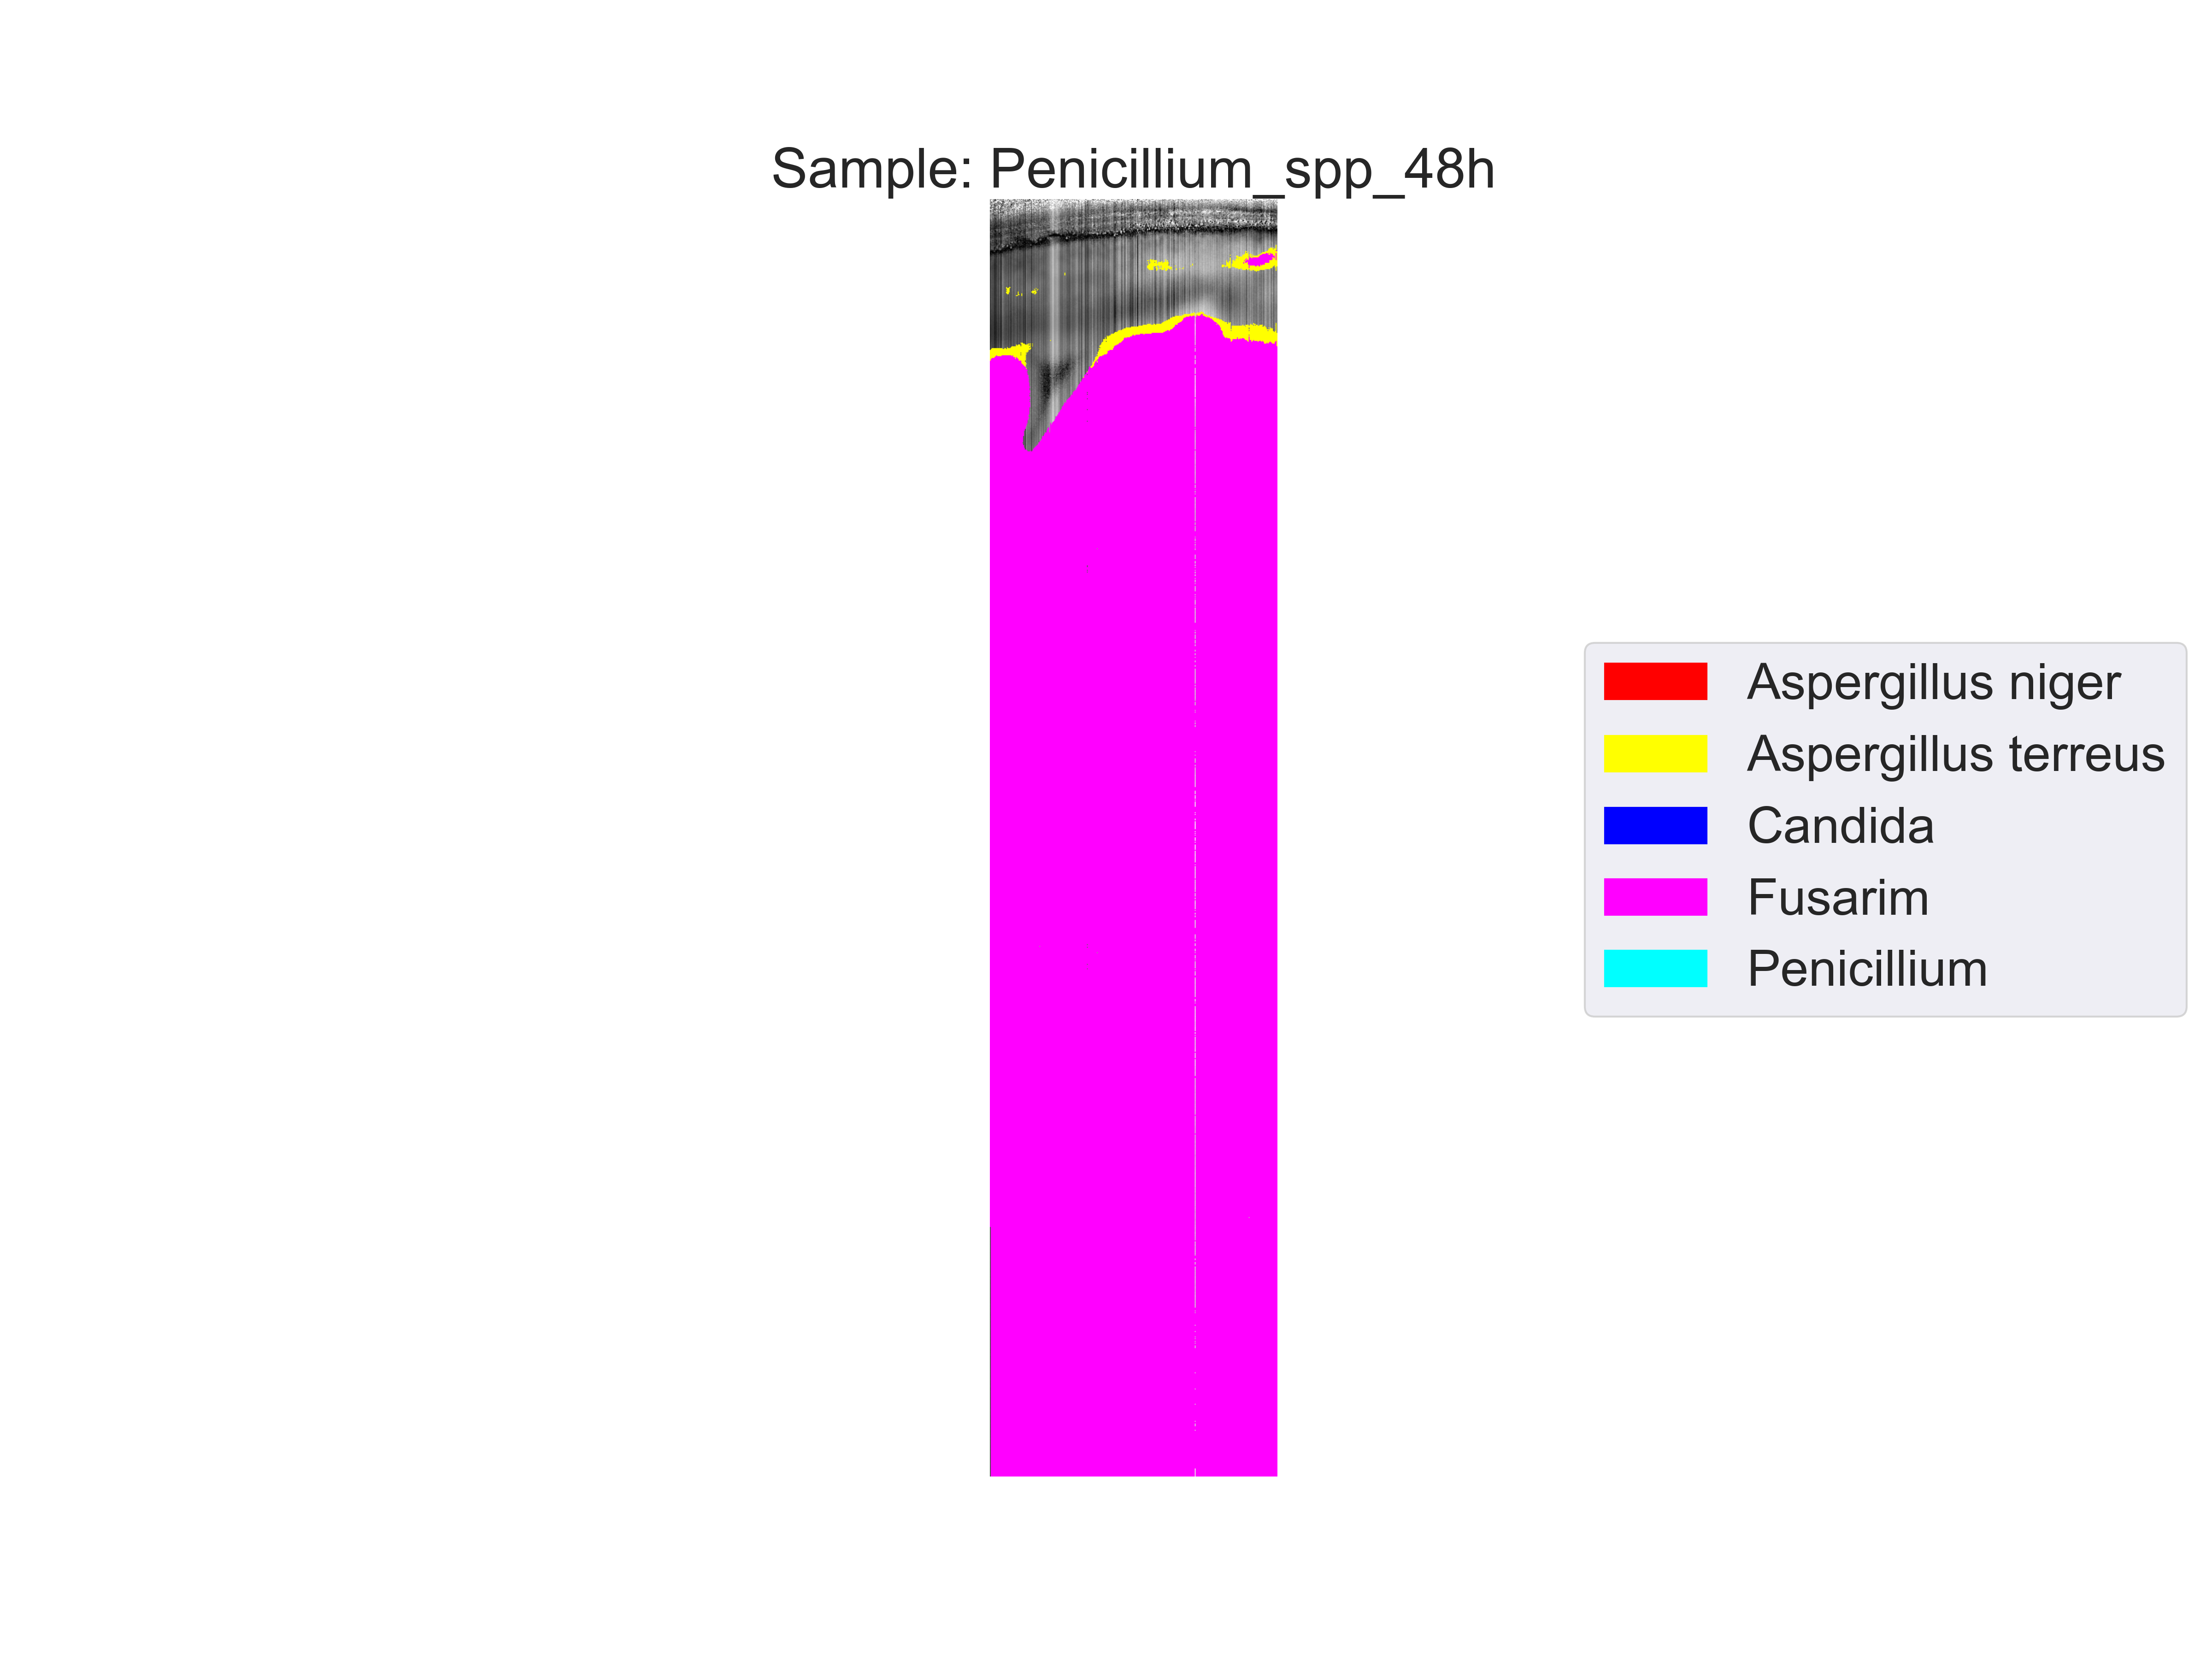 Sample: Penicillium_spp_48h
Aspergillus niger
Aspergillus terreus
Candida
Fusarim
Penicillium